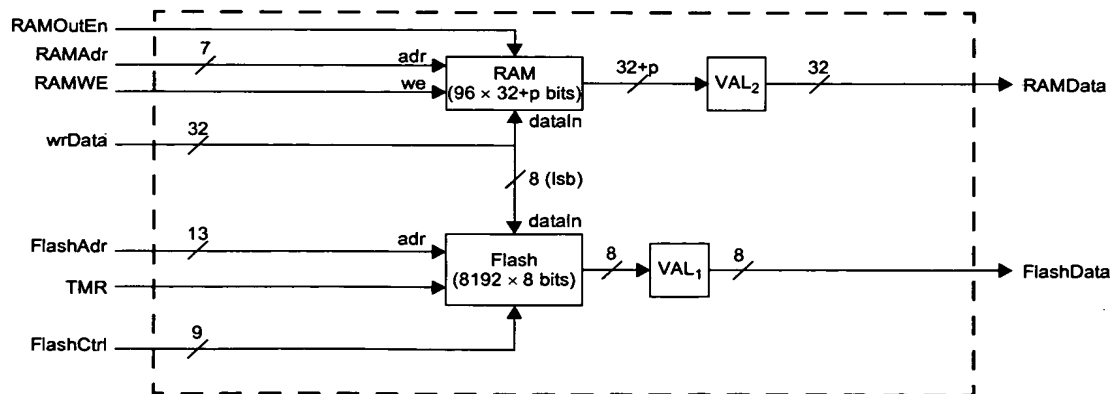 RAMOutEn
RAMAdr
7
adr
RAMWE
we
RAM
(96 × 32+p bits)
32+p
VAL2
32
RAMData
dataIn
wrData
32
8 (lsb)
dataIn
FlashAdr
13
adr
Flash
(8192 × 8 bits)
8
VAL1
8
FlashData
TMR
FlashCtrl
9